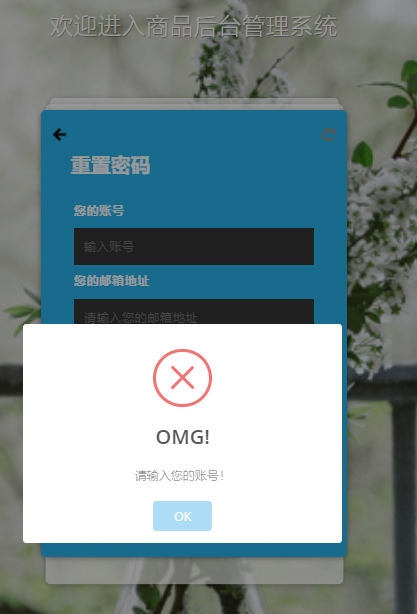 欢迎进入商品后台管理系统
重置密码
您的账号
输入账号
您的邮箱地址
请输入您的邮箱地址
OMG!
请输入您的账号！
OK